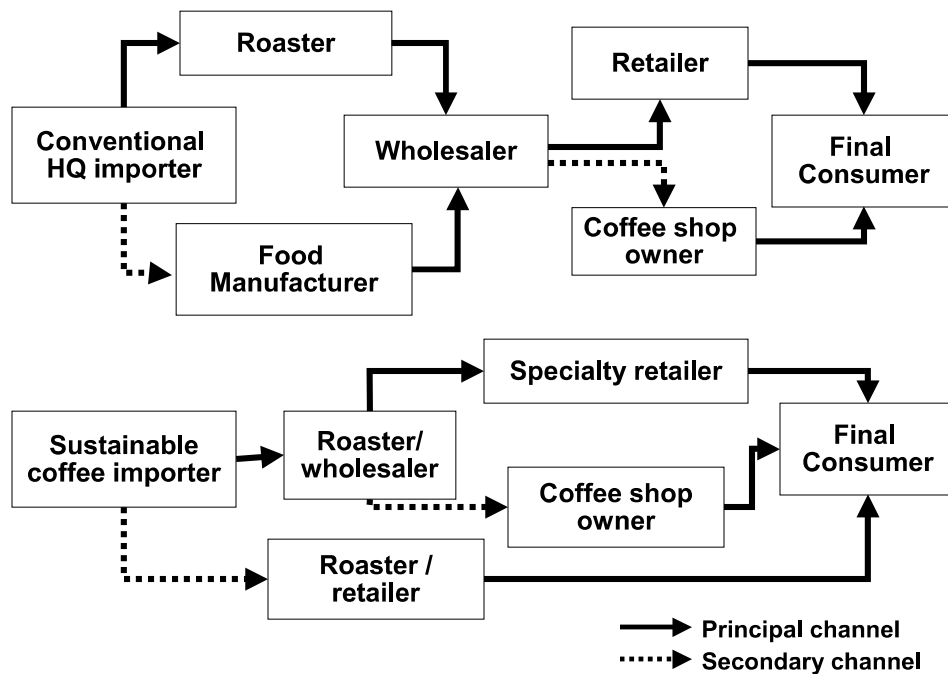 Roaster
Retailer
Conventional
HQ importer
Wholesaler
Final
Consumer
Food
Manufacturer
Coffee shop
owner
Specialty retailer
Sustainable
coffee importer
Roaster/
wholesaler
Final
Consumer
Coffee shop
owner
Roaster /
retailer
Principal channel
Secondary channel